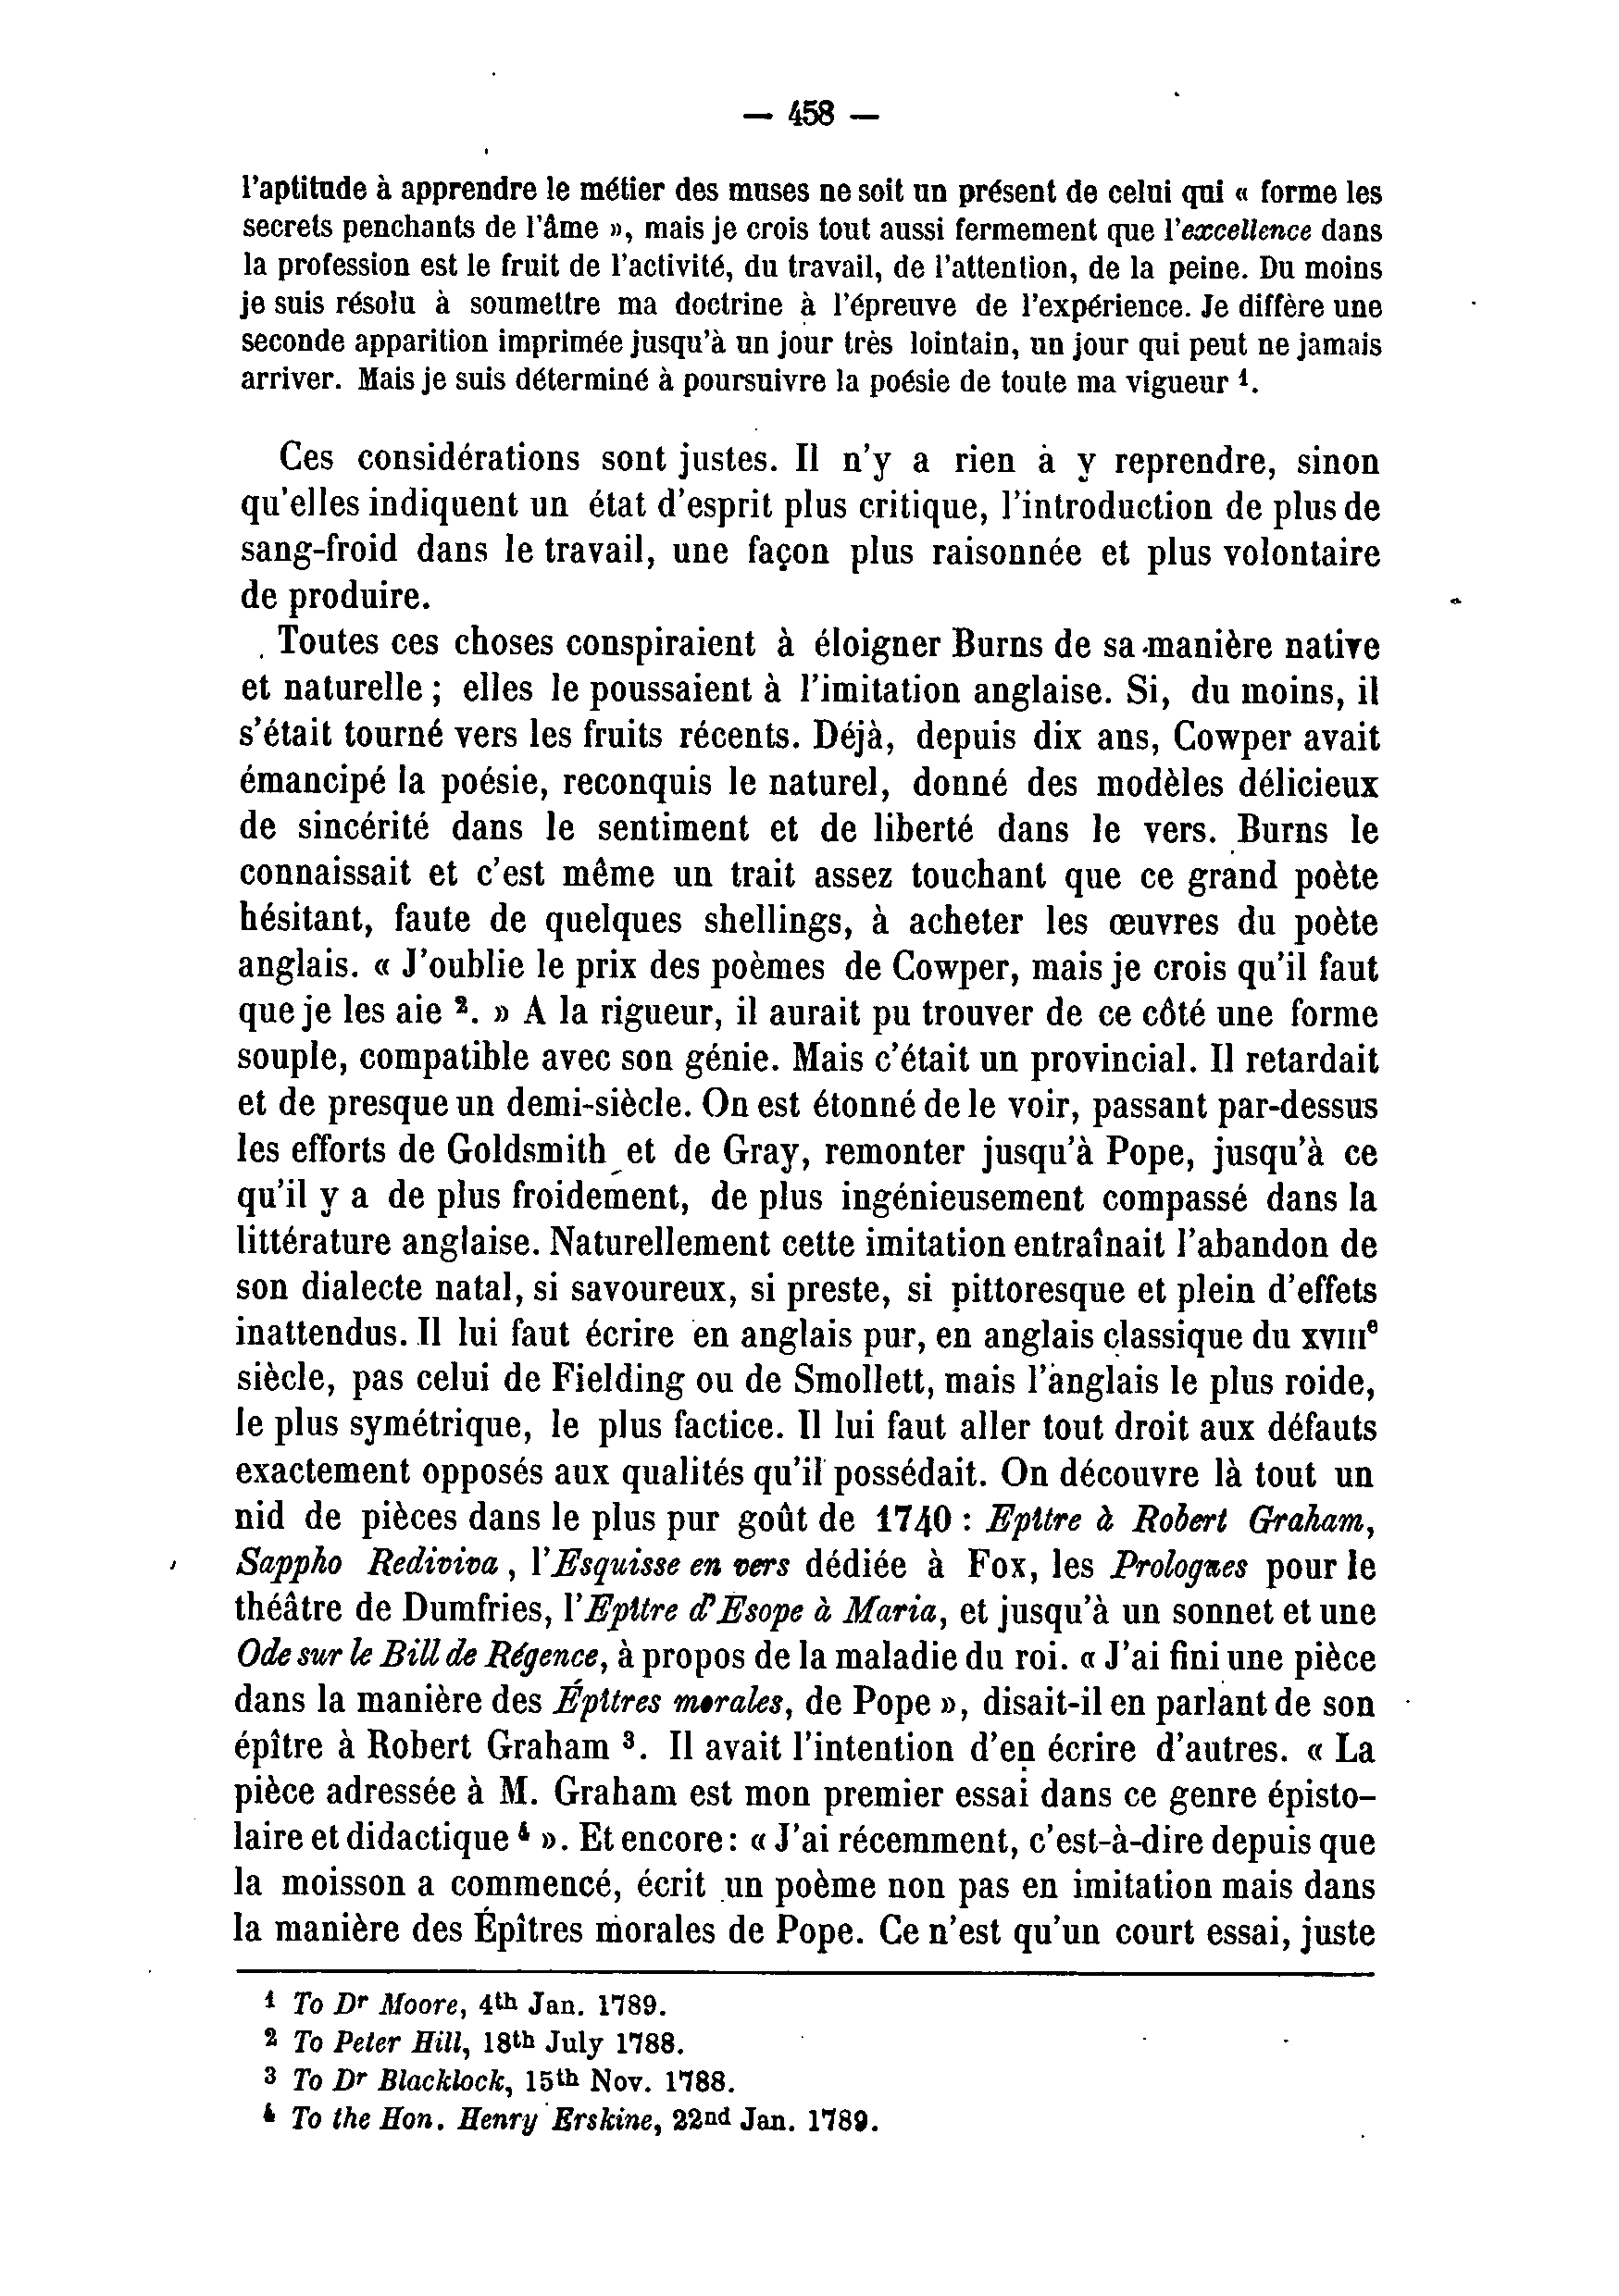 — 458 —
l'aptitude à apprendre le métier des muses ne soit un présent de celui qui « forme les
secrets penchants de l'âme », mais je crois tout aussi fermement que l'excellence dans
la profession est le fruit de l'activité, du travail, de l'attention, de la peine. Du moins
je suis résolu à soumettre ma doctrine à l'épreuve de l'expérience. Je diffère une
seconde apparition imprimée jusqu'à un jour très lointain, un jour qui peut ne jamais
arriver. Mais je suis déterminé à poursuivre la poésie de toute ma vigueur ¹.
Ces considérations sont justes. Il n'y a rien à y reprendre, sinon
qu'elles indiquent un état d'esprit plus critique, l'introduction de plus de
sang-froid dans le travail, une façon plus raisonnée et plus volontaire
de produire.
Toutes ces choses conspiraient à éloigner Burns de sa manière native
et naturelle ; elles le poussaient à l'imitation anglaise. Si, du moins, il
s'était tourné vers les fruits récents. Déjà, depuis dix ans, Cowper avait
émancipé la poésie, reconquis le naturel, donné des modèles délicieux
de sincérité dans le sentiment et de liberté dans le vers. Burns le
connaissait et c'est même un trait assez touchant que ce grand poète
hésitant, faute de quelques shellings, à acheter les œuvres du poète
anglais. « J'oublie le prix des poèmes de Cowper, mais je crois qu'il faut
que je les aie ². » A la rigueur, il aurait pu trouver de ce côté une forme
souple, compatible avec son génie. Mais c'était un provincial. Il retardait
et de presque un demi-siècle. On est étonné de le voir, passant par-dessus
les efforts de Goldsmith et de Gray, remonter jusqu'à Pope, jusqu'à ce
qu'il y a de plus froidement, de plus ingénieusement compassé dans la
littérature anglaise. Naturellement cette imitation entraînait l'abandon de
son dialecte natal, si savoureux, si preste, si pittoresque et plein d'effets
inattendus. Il lui faut écrire en anglais pur, en anglais classique du XVIIIᵉ
siècle, pas celui de Fielding ou de Smollett, mais l'anglais le plus roide,
le plus symétrique, le plus factice. Il lui faut aller tout droit aux défauts
exactement opposés aux qualités qu'il possédait. On découvre là tout un
nid de pièces dans le plus pur goût de 1740 : Epître à Robert Graham,
Sappho Rediviva, l'Esquisse en vers dédiée à Fox, les Prologues pour le
théâtre de Dumfries, l'Epître d'Esope à Maria, et jusqu'à un sonnet et une
Ode sur le Bill de Régence, à propos de la maladie du roi. « J'ai fini une pièce
dans la manière des Épîtres morales, de Pope », disait-il en parlant de son
épître à Robert Graham ³. Il avait l'intention d'en écrire d'autres. « La
pièce adressée à M. Graham est mon premier essai dans ce genre épisto-
laire et didactique ⁴ ». Et encore : « J'ai récemment, c'est-à-dire depuis que
la moisson a commencé, écrit un poème non pas en imitation mais dans
la manière des Épîtres morales de Pope. Ce n'est qu'un court essai, juste
¹ To Dʳ Moore, 4th Jan. 1789.
² To Peter Hill, 18th July 1788.
³ To Dʳ Blacklock, 15th Nov. 1788.
⁴ To the Hon. Henry Erskine, 22nd Jan. 1789.